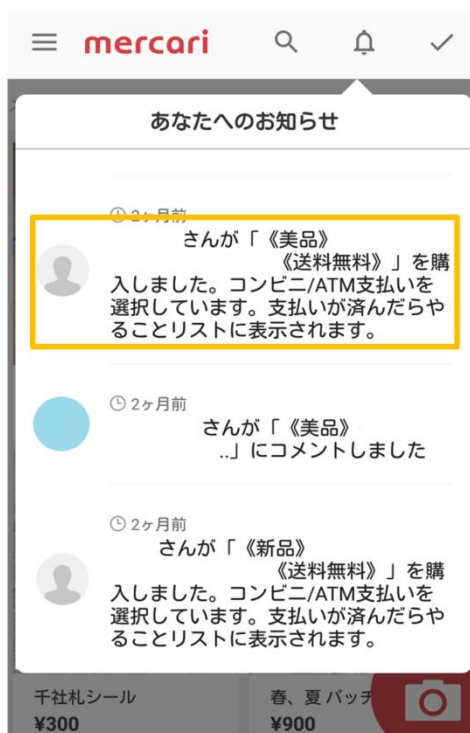 mercari
あなたへのお知らせ
2ヶ月前
さんが「《美品》
《送料無料》」を購
入しました。コンビニ/ATM支払いを
選択しています。支払いが済んだらや
ることリストに表示されます。
2ヶ月前
さんが「《美品》
..」にコメントしました
2ヶ月前
さんが「《新品》
《送料無料》」を購
入しました。コンビニ/ATM支払いを
選択しています。支払いが済んだらや
ることリストに表示されます。
千社札シール
春、夏 パッチ
¥300
¥900